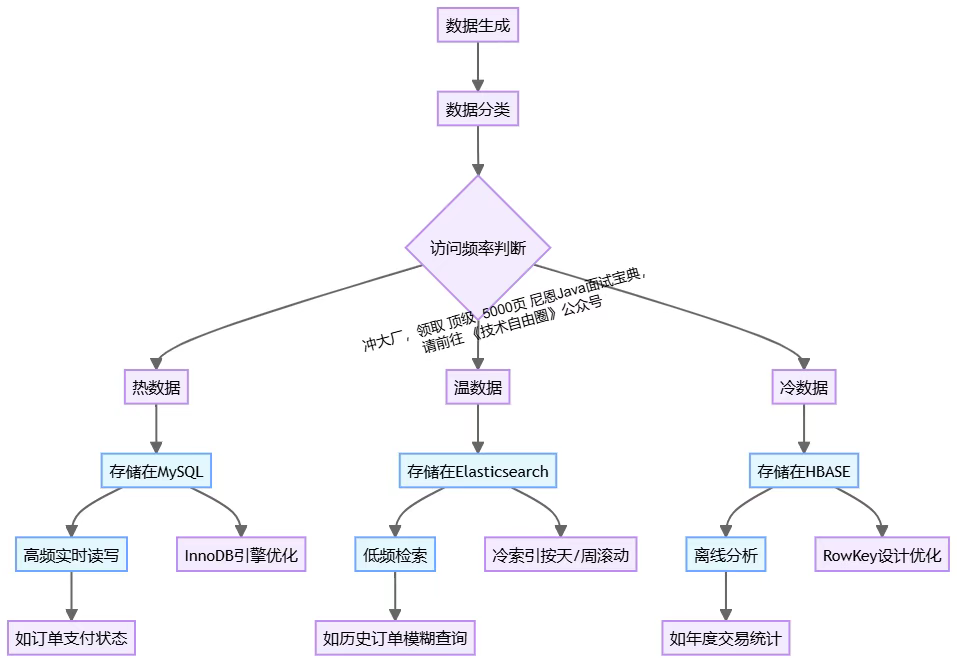 数据生成
数据分类
访问频率判断
冲大厂，领取 顶级 5000页 尼恩Java面试宝典，
请前往 《技术自由圈》公众号
热数据
温数据
冷数据
存储在MySQL
存储在Elasticsearch
存储在HBASE
高频实时读写
InnoDB引擎优化
低频检索
冷索引按天/周滚动
离线分析
RowKey设计优化
如订单支付状态
如历史订单模糊查询
如年度交易统计